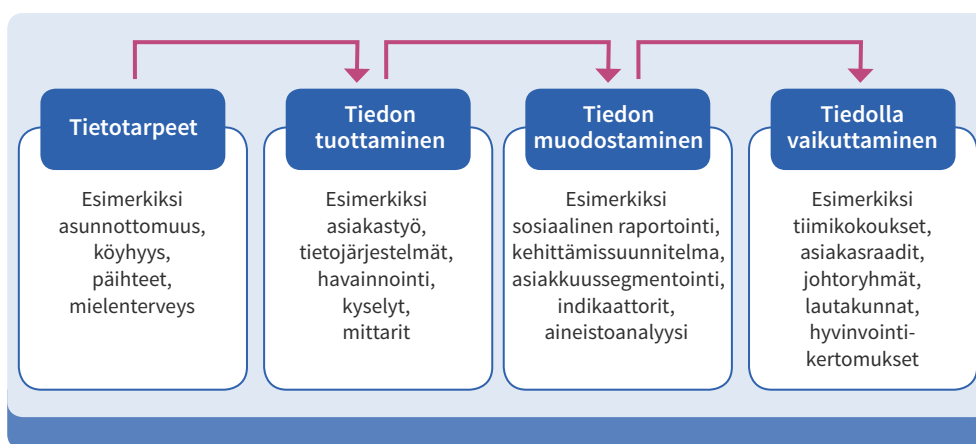 Tietotarpeet
Esimerkiksi
asunnottomuus,
köyhyys,
päihteet,
mielenterveys
Tiedon
tuottaminen
Esimerkiksi
asiakastyö,
tietojärjestelmät,
havainnointi,
kyselyt,
mittarit
Tiedon
muodostaminen
Esimerkiksi
sosiaalinen raportointi,
kehittämissuunnitelma,
asiakkuussegmentointi,
indikaattorit,
aineistoanalyysi
Tiedolla
vaikuttaminen
Esimerkiksi
tiimikokoukset,
asiakasraadit,
johtoryhmät,
lautakunnat,
hyvinvointi-
kertomukset